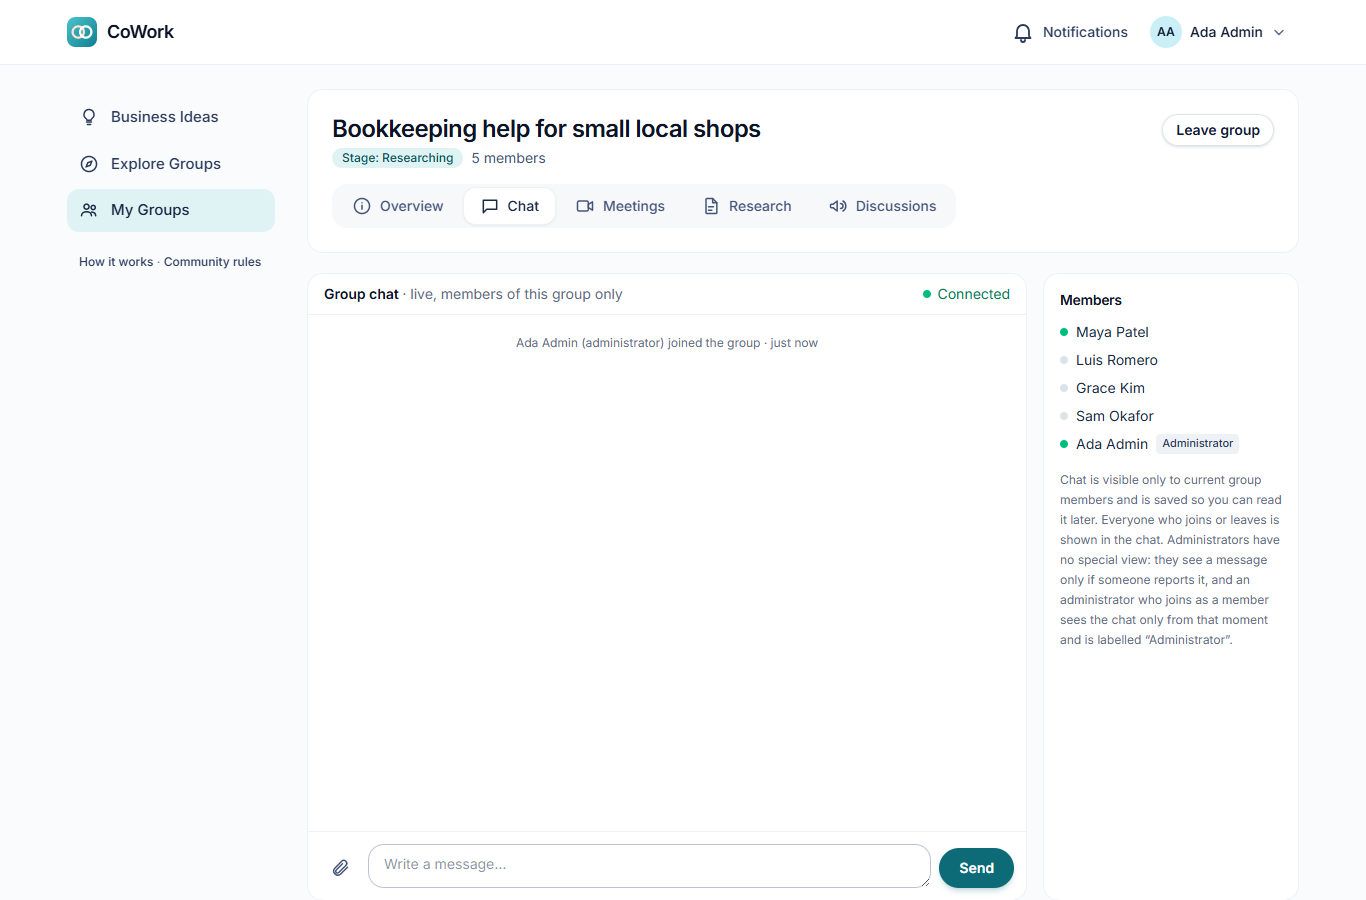 CoWork
Notifications
AA
Ada Admin
Business Ideas
Explore Groups
My Groups
How it works · Community rules
Bookkeeping help for small local shops
Leave group
Stage: Researching
5 members
Overview
Chat
Meetings
Research
Discussions
Group chat · live, members of this group only
Connected
Ada Admin (administrator) joined the group · just now
Write a message...
Send
Members
Maya Patel
Luis Romero
Grace Kim
Sam Okafor
Ada Admin
Administrator
Chat is visible only to current group
members and is saved so you can read
it later. Everyone who joins or leaves is
shown in the chat. Administrators have
no special view: they see a message
only if someone reports it, and an
administrator who joins as a member
sees the chat only from that moment
and is labelled “Administrator”.